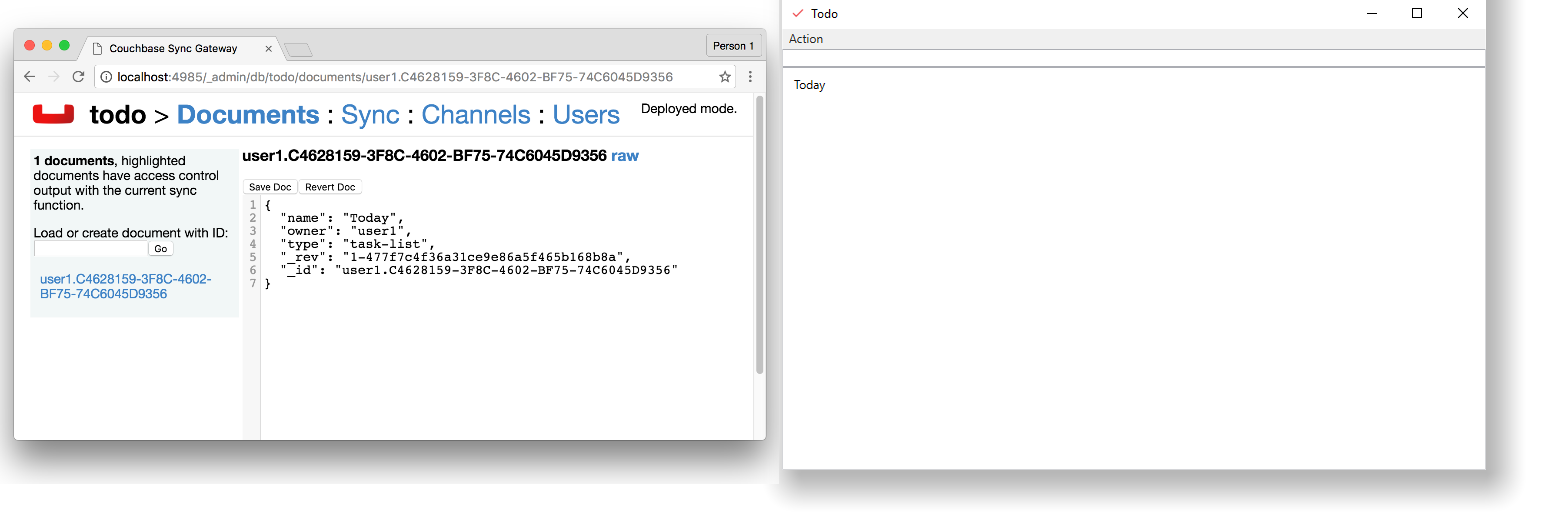 Couchbase Sync Gateway
Person 1
localhost:4985/_admin/db/todo/documents/user1.C4628159-3F8C-4602-BF75-74C6045D9356
todo > Documents : Sync : Channels : Users
Deployed mode.
1 documents, highlighted
documents have access control
output with the current sync
function.
Load or create document with ID:
Go
user1.C4628159-3F8C-4602-
BF75-74C6045D9356
user1.C4628159-3F8C-4602-BF75-74C6045D9356 raw
Save Doc Revert Doc
1 {
2 "name": "Today",
3 "owner": "user1",
4 "type": "task-list",
5 "_rev": "1-477f7c4f36a31ce9e86a5f465b168b8a",
6 "_id": "user1.C4628159-3F8C-4602-BF75-74C6045D9356"
7 }
Todo
Action
Today